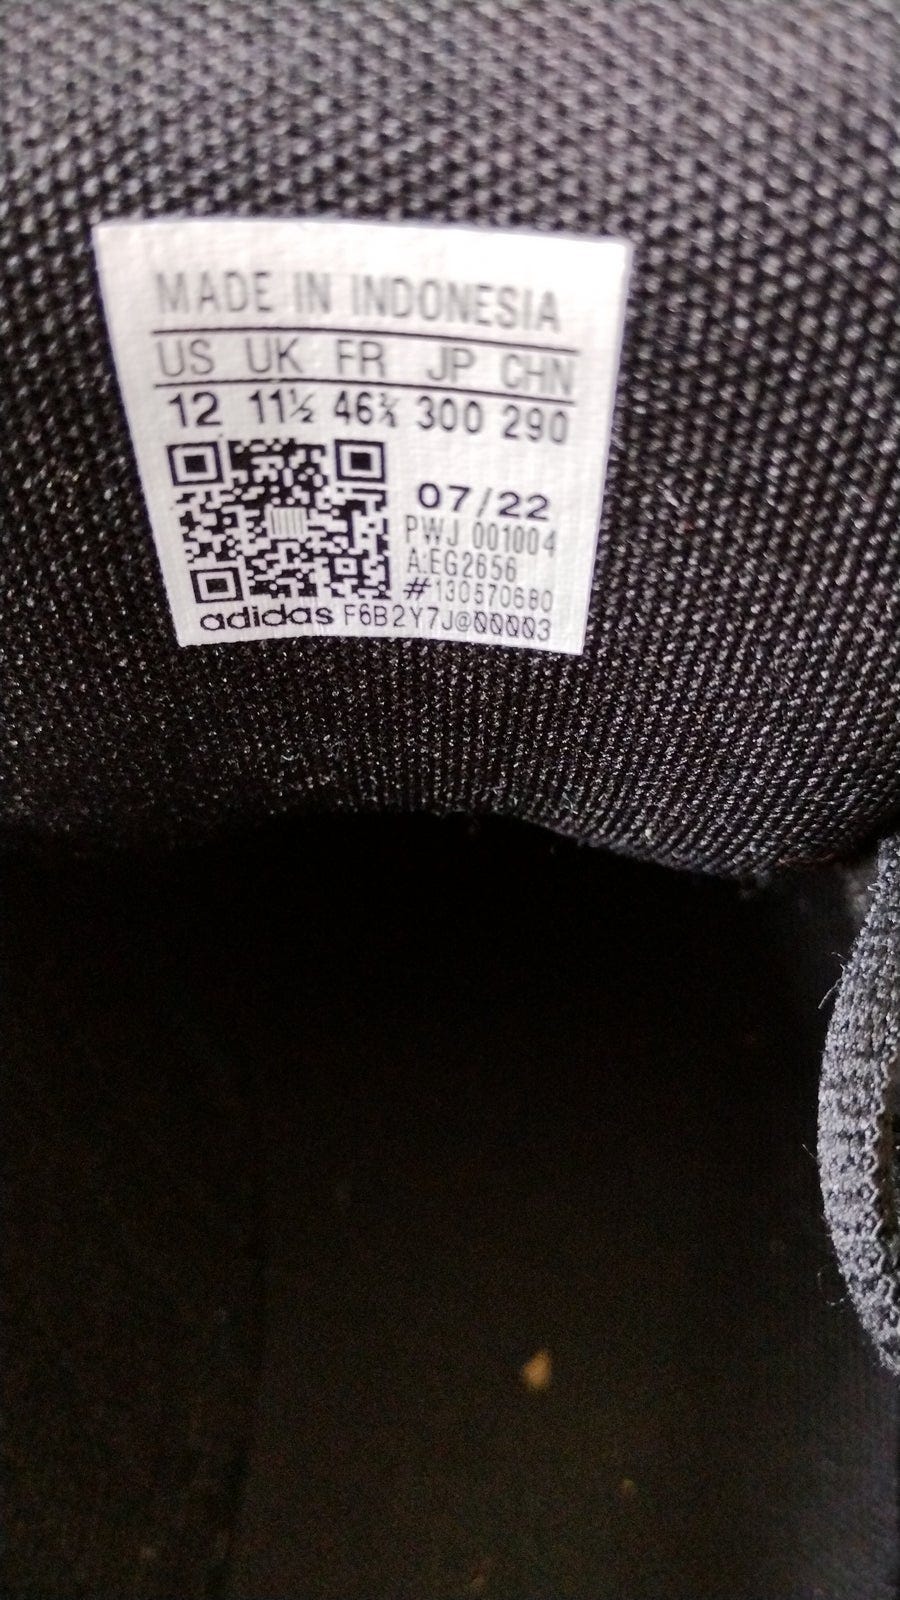 MADE IN INDONESIA
US UK FR JP CHN
12 11½ 46⅔ 300 290
07/22
PWJ 001004
A:EG2656
#130570680
adidas F6B2Y7J@00003